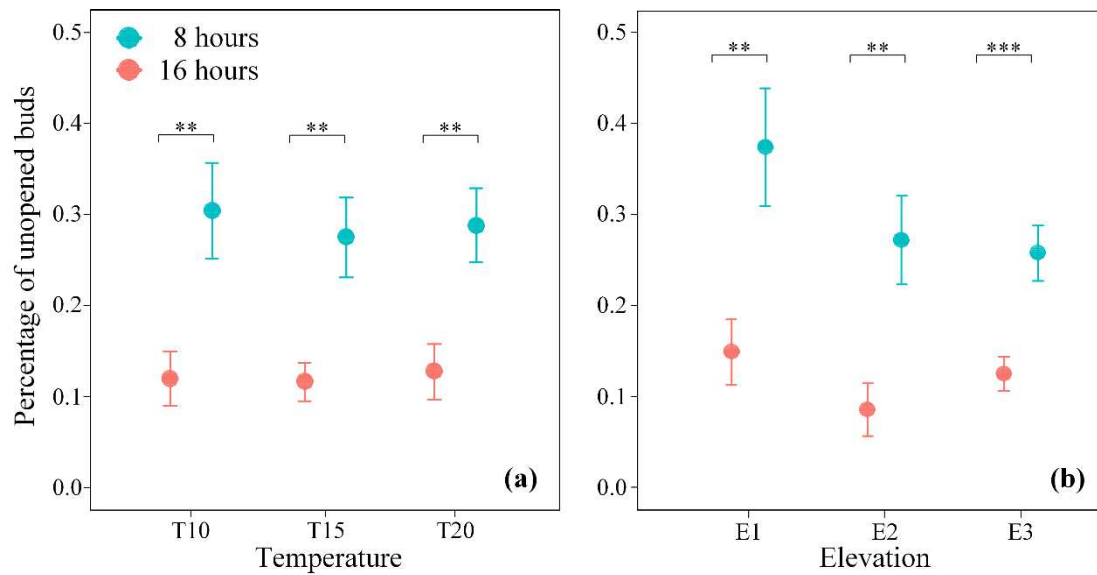 Percentage of unopened buds
0.5
0.4
0.3
0.2
0.1
0.0
8 hours
16 hours
** ** **
(a)
T10 T15 T20
Temperature
0.5
0.4
0.3
0.2
0.1
0.0
** ** ***
(b)
E1 E2 E3
Elevation